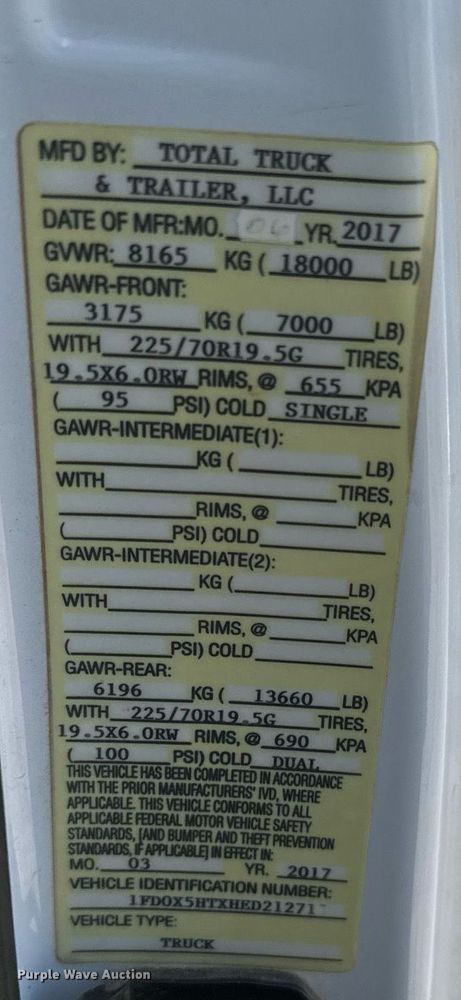 MFD BY: TOTAL TRUCK
& TRAILER, LLC
DATE OF MFR:MO. 06 YR. 2017
GVWR: 8165 KG ( 18000 LB)
GAWR-FRONT:
3175 KG ( 7000 LB)
WITH 225/70R19.5G TIRES,
19.5X6.0RW RIMS, @ 655 KPA
( 95 PSI) COLD SINGLE
GAWR-INTERMEDIATE(1):
KG ( LB)
WITH TIRES,
RIMS, @ KPA
( PSI) COLD
GAWR-INTERMEDIATE(2):
KG ( LB)
WITH TIRES,
RIMS, @ KPA
( PSI) COLD
GAWR-REAR:
6196 KG ( 13660 LB)
WITH 225/70R19.5G TIRES,
19.5X6.0RW RIMS, @ 690 KPA
( 100 PSI) COLD DUAL
THIS VEHICLE HAS BEEN COMPLETED IN ACCORDANCE
WITH THE PRIOR MANUFACTURERS' IVD, WHERE
APPLICABLE. THIS VEHICLE CONFORMS TO ALL
APPLICABLE FEDERAL MOTOR VEHICLE SAFETY
STANDARDS, [AND BUMPER AND THEFT PREVENTION
STANDARDS, IF APPLICABLE] IN EFFECT IN:
MO. 03 YR. 2017
VEHICLE IDENTIFICATION NUMBER:
1FDOX5HTXHED21271
VEHICLE TYPE:
TRUCK
Purple Wave Auction